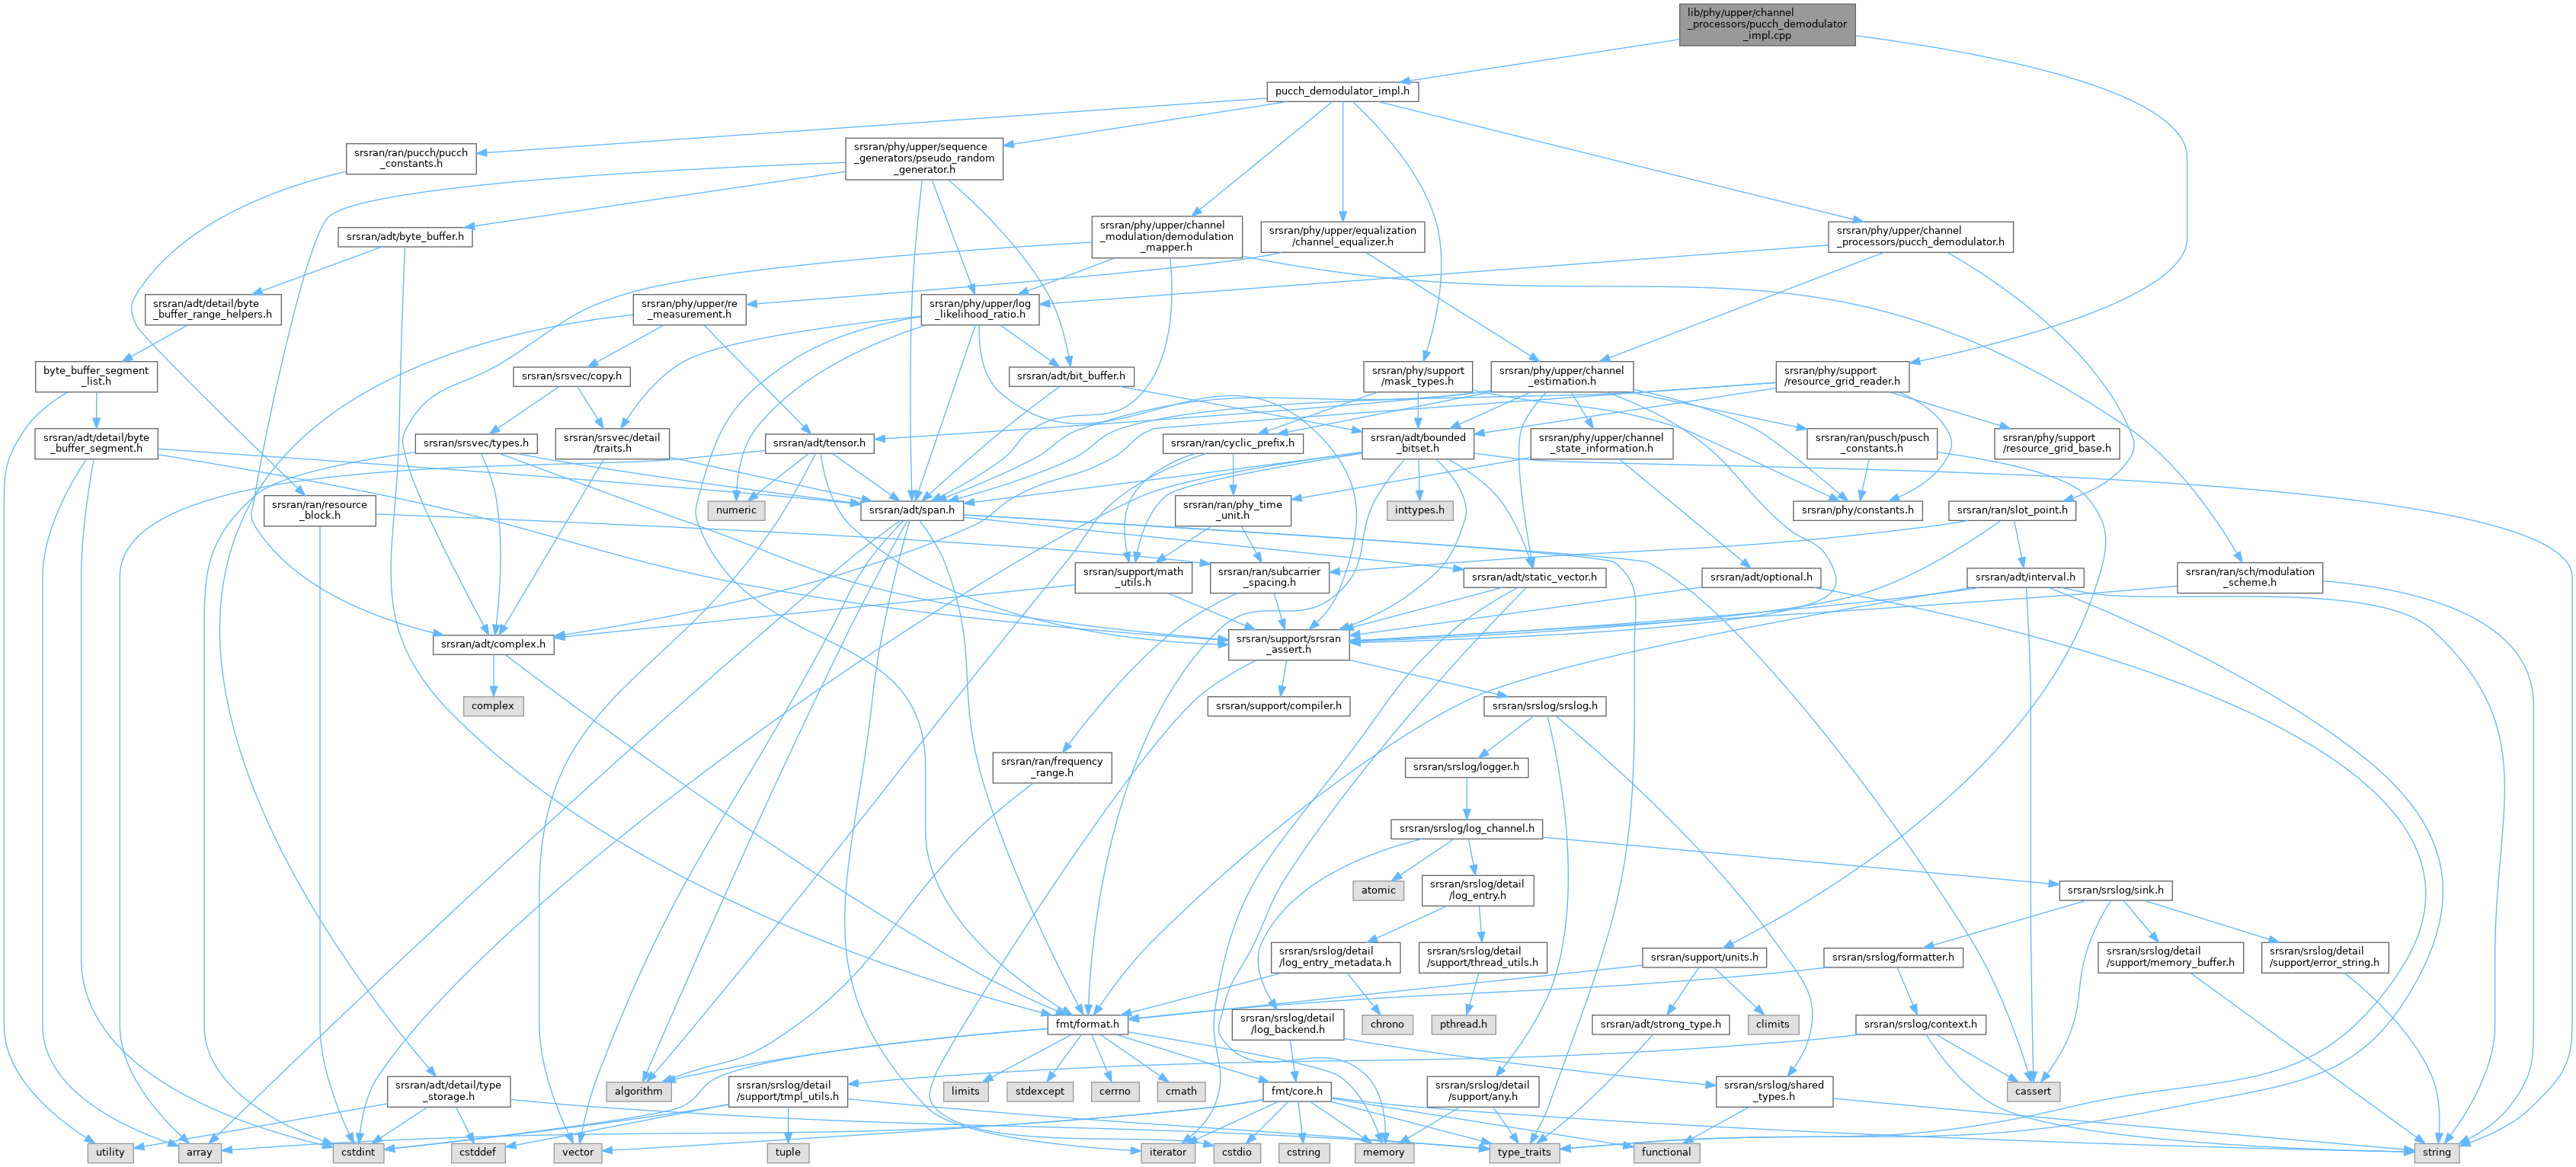 lib/phy/upper/channel
_processors/pucch_demodulator
_impl.cpp
pucch_demodulator_impl.h
srsran/ran/pucch/pucch
_constants.h
srsran/phy/upper/sequence
_generators/pseudo_random
_generator.h
srsran/adt/byte_buffer.h
srsran/phy/upper/channel
_modulation/demodulation
_mapper.h
srsran/phy/upper/equalization
/channel_equalizer.h
srsran/phy/upper/channel
_processors/pucch_demodulator.h
srsran/adt/detail/byte
_buffer_range_helpers.h
srsran/phy/upper/re
_measurement.h
srsran/phy/upper/log
_likelihood_ratio.h
byte_buffer_segment
_list.h
srsran/srsvec/copy.h
srsran/adt/bit_buffer.h
srsran/phy/support
/mask_types.h
srsran/phy/upper/channel
_estimation.h
srsran/phy/support
/resource_grid_reader.h
srsran/adt/detail/byte
_buffer_segment.h
srsran/srsvec/types.h
srsran/srsvec/detail
/traits.h
srsran/adt/tensor.h
srsran/ran/cyclic_prefix.h
srsran/adt/bounded
_bitset.h
srsran/phy/upper/channel
_state_information.h
srsran/ran/pusch/pusch
_constants.h
srsran/phy/support
/resource_grid_base.h
srsran/ran/resource
_block.h
numeric
srsran/adt/span.h
srsran/ran/phy_time
_unit.h
inttypes.h
srsran/phy/constants.h
srsran/ran/slot_point.h
srsran/support/math
_utils.h
srsran/ran/subcarrier
_spacing.h
srsran/adt/static_vector.h
srsran/adt/optional.h
srsran/adt/interval.h
srsran/ran/sch/modulation
_scheme.h
srsran/adt/complex.h
srsran/support/srsran
_assert.h
complex
srsran/support/compiler.h
srsran/srslog/srslog.h
srsran/ran/frequency
_range.h
srsran/srslog/logger.h
srsran/srslog/log_channel.h
atomic
srsran/srslog/detail
/log_entry.h
srsran/srslog/sink.h
srsran/srslog/detail
/log_entry_metadata.h
srsran/srslog/detail
/support/thread_utils.h
srsran/support/units.h
srsran/srslog/formatter.h
srsran/srslog/detail
/support/memory_buffer.h
srsran/srslog/detail
/support/error_string.h
fmt/format.h
srsran/srslog/detail
/log_backend.h
chrono
pthread.h
srsran/adt/strong_type.h
climits
srsran/srslog/context.h
srsran/adt/detail/type
_storage.h
algorithm
srsran/srslog/detail
/support/tmpl_utils.h
limits
stdexcept
cerrno
cmath
fmt/core.h
srsran/srslog/detail
/support/any.h
srsran/srslog/shared
_types.h
cassert
utility
array
cstdint
cstddef
vector
tuple
iterator
cstdio
cstring
memory
type_traits
functional
string